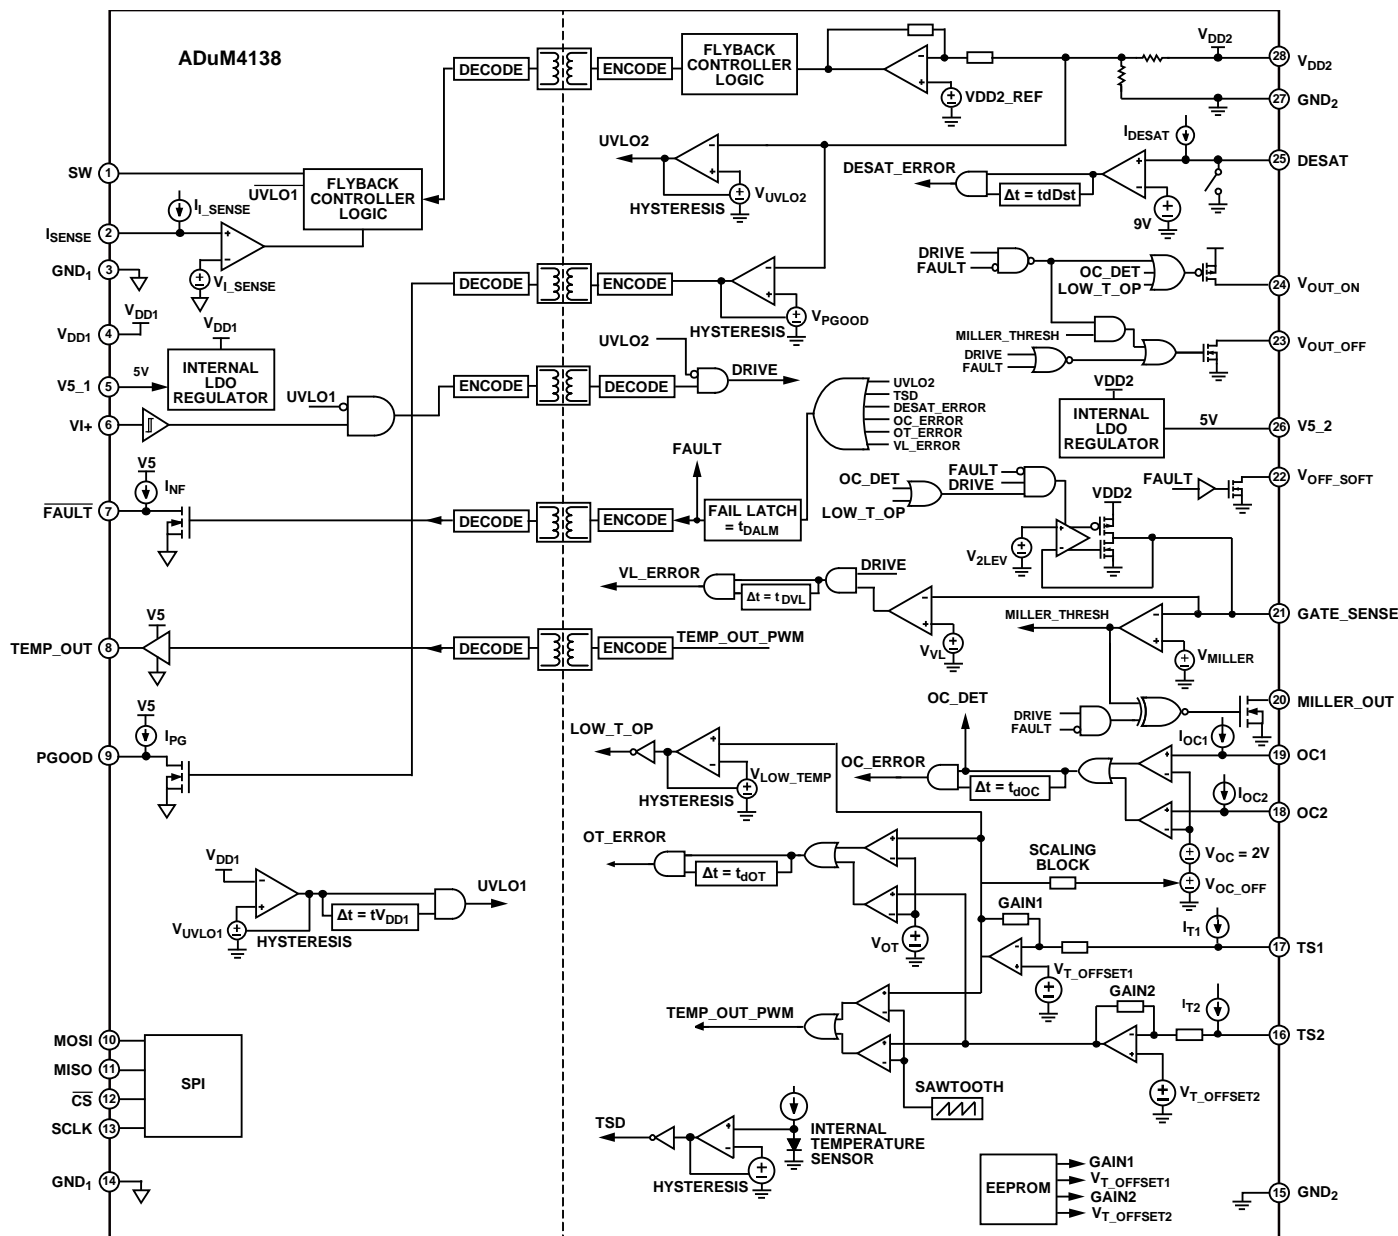 ADuM4138
DECODE
ENCODE
FLYBACK
CONTROLLER
LOGIC
VDD2_REF
VDD2
28
VDD2
27
GND2
UVLO2
HYSTERESIS
VUVLO2
DESAT_ERROR
Δt = tdDst
IDESAT
9V
25
DESAT
SW
1
UVLO1
FLYBACK
CONTROLLER
LOGIC
II_SENSE
ISENSE
2
VI_SENSE
GND1
3
DECODE
ENCODE
HYSTERESIS
VPGOOD
DRIVE
FAULT
OC_DET
LOW_T_OP
24
VOUT_ON
MILLER_THRESH
DRIVE
FAULT
23
VOUT_OFF
VDD1
VDD1
4
VDD1
INTERNAL
LDO
REGULATOR
V5_1
5
5V
VI+
6
UVLO1
ENCODE
DECODE
UVLO2
DRIVE
UVLO2
TSD
DESAT_ERROR
OC_ERROR
OT_ERROR
VL_ERROR
VDD2
INTERNAL
LDO
REGULATOR
5V
26
V5_2
V5
INF
FAULT
7
DECODE
ENCODE
FAULT
FAIL LATCH
= tDALM
OC_DET
LOW_T_OP
FAULT
DRIVE
VDD2
V2LEV
FAULT
22
VOFF_SOFT
VL_ERROR
Δt = tDVL
DRIVE
VVL
MILLER_THRESH
VMILLER
21
GATE_SENSE
V5
TEMP_OUT
8
DECODE
ENCODE
TEMP_OUT_PWM
DRIVE
FAULT
20
MILLER_OUT
V5
IPG
PGOOD
9
LOW_T_OP
HYSTERESIS
VLOW_TEMP
OC_DET
OC_ERROR
Δt = tdOC
IOC1
19
OC1
IOC2
18
OC2
VOC = 2V
VOC_OFF
SCALING
BLOCK
OT_ERROR
Δt = tdOT
VOT
VDD1
VUVLO1
HYSTERESIS
Δt = tVDD1
UVLO1
GAIN1
VT_OFFSET1
IT1
17
TS1
TEMP_OUT_PWM
GAIN2
VT_OFFSET2
IT2
16
TS2
SAWTOOTH
MOSI
10
MISO
11
CS
12
SCLK
13
SPI
TSD
HYSTERESIS
INTERNAL
TEMPERATURE
SENSOR
GND1
14
EEPROM
GAIN1
VT_OFFSET1
GAIN2
VT_OFFSET2
15
GND2